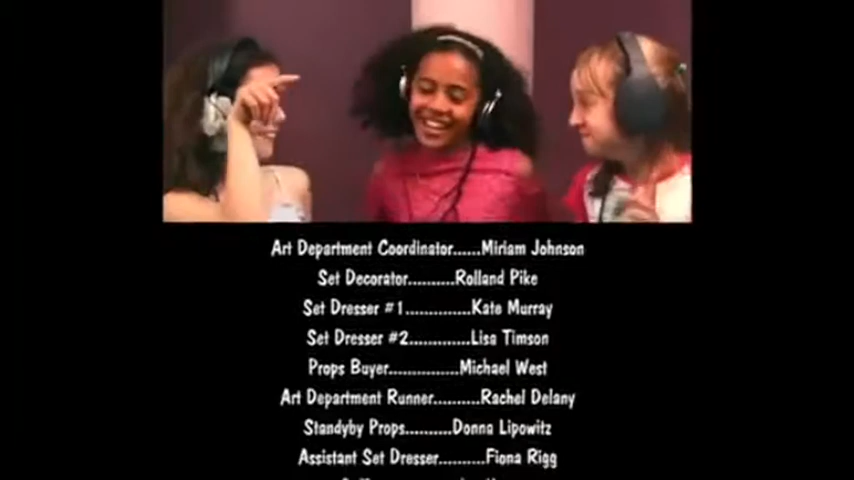 Art Department Coordinator......Miriam Johnson
Set Decorator..........Rolland Pike
Set Dresser #1..............Kate Murray
Set Dresser #2.............Lisa Timson
Props Buyer...............Michael West
Art Department Runner..........Rachel Delany
Standyby Props..........Donna Lipowitz
Assistant Set Dresser..........Fiona Rigg